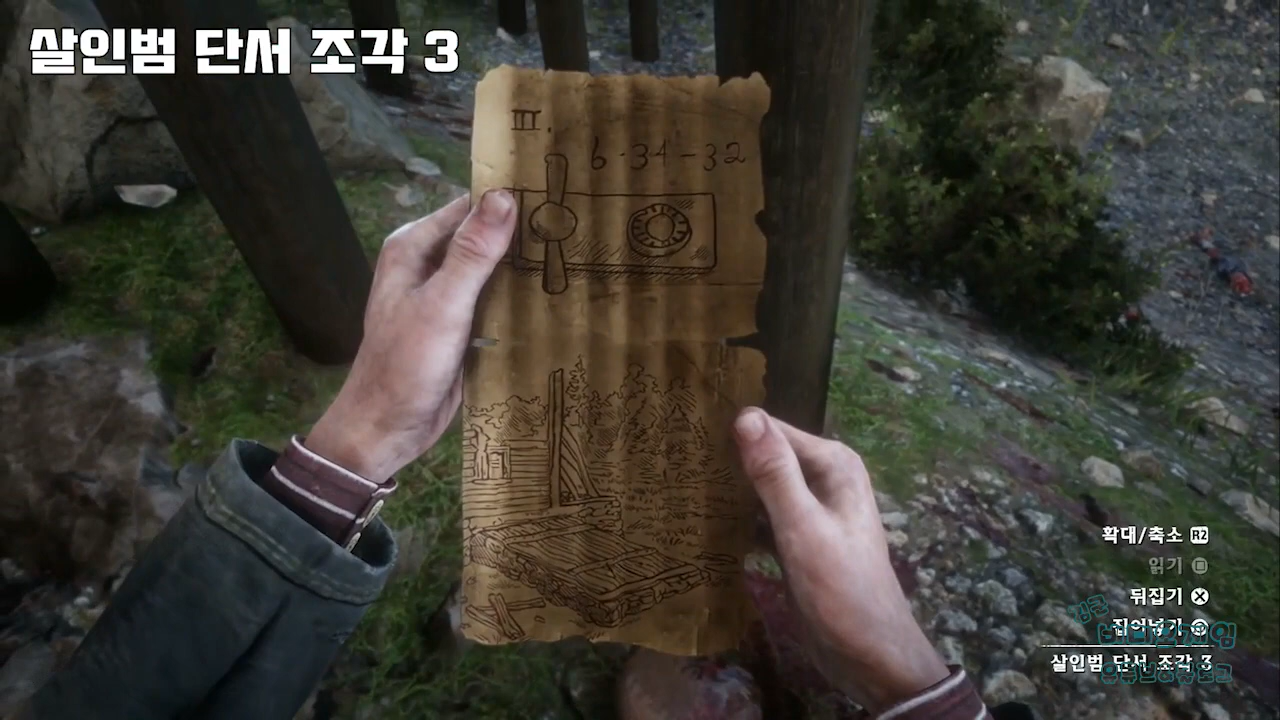 살인범 단서 조각 3
III.
6-34-32
확대/축소 R2
읽기
뒤집기
집어넣기
살인범 단서 조각 3